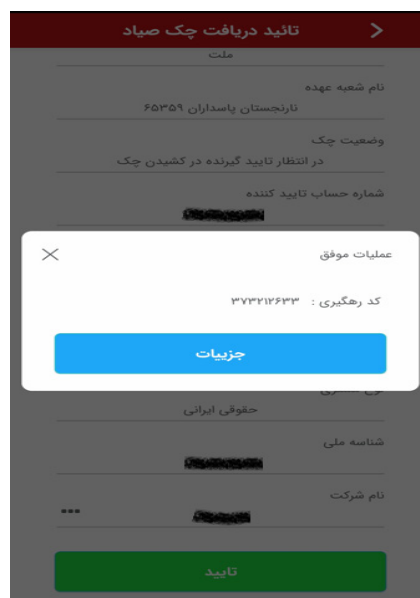 تائید دریافت چک صیاد
ملت
نام شعبه عهده
نارنجستان پاسداران ۶۵۳۵۹
وضعیت چک
در انتظار تایید گیرنده در کشیدن چک
شماره حساب تایید کننده
عملیات موفق
کد رهگیری : ۳۷۳۲۱۲۶۳۳
جزییات
حقوقی ایرانی
شناسه ملی
نام شرکت
تایید